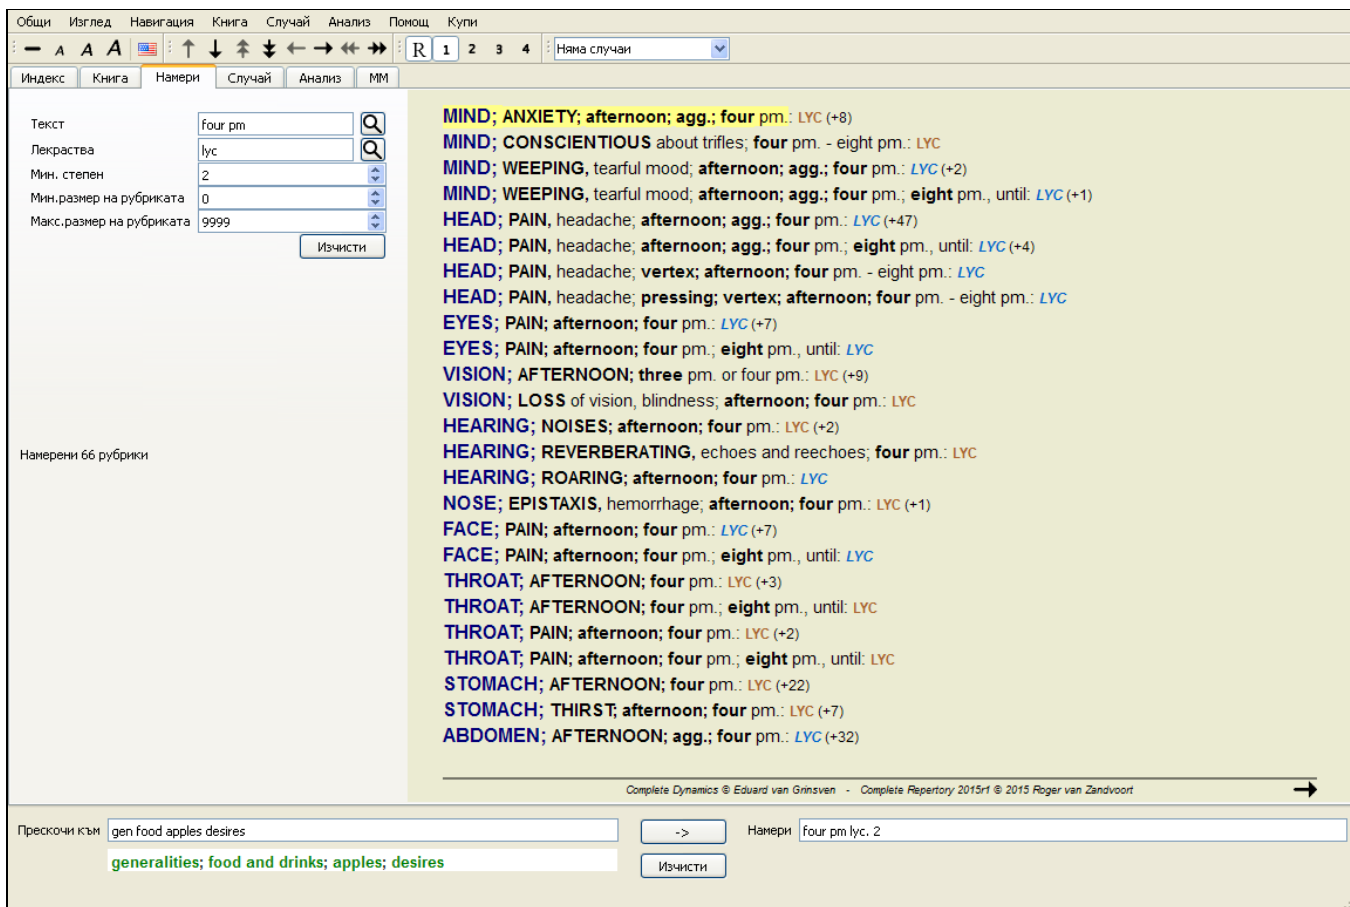 Общи Изглед Навигация Книга Случай Анализ Помощ Купи
A A A R 1 2 3 4 Няма случаи
Индекс Книга Намери Случай Анализ ММ
Текст four pm
Лекраства lyc
Мин. степен 2
Мин.размер на рубриката 0
Макс.размер на рубриката 9999
Изчисти
Намерени 66 рубрики
MIND; ANXIETY; afternoon; agg.; four pm.: LYC (+8)
MIND; CONSCIENTIOUS about trifles; four pm. - eight pm.: LYC
MIND; WEEPING, tearful mood; afternoon; agg.; four pm.: LYC (+2)
MIND; WEEPING, tearful mood; afternoon; agg.; four pm.; eight pm., until: LYC (+1)
HEAD; PAIN, headache; afternoon; agg.; four pm.: LYC (+47)
HEAD; PAIN, headache; afternoon; agg.; four pm.; eight pm., until: LYC (+4)
HEAD; PAIN, headache; vertex; afternoon; four pm. - eight pm.: LYC
HEAD; PAIN, headache; pressing; vertex; afternoon; four pm. - eight pm.: LYC
EYES; PAIN; afternoon; four pm.: LYC (+7)
EYES; PAIN; afternoon; four pm.; eight pm., until: LYC
VISION; AFTERNOON; three pm. or four pm.: LYC (+9)
VISION; LOSS of vision, blindness; afternoon; four pm.: LYC
HEARING; NOISES; afternoon; four pm.: LYC (+2)
HEARING; REVERBERATING, echoes and reechoes; four pm.: LYC
HEARING; ROARING; afternoon; four pm.: LYC
NOSE; EPISTAXIS, hemorrhage; afternoon; four pm.: LYC (+1)
FACE; PAIN; afternoon; four pm.: LYC (+7)
FACE; PAIN; afternoon; four pm.; eight pm., until: LYC
THROAT; AFTERNOON; four pm.: LYC (+3)
THROAT; AFTERNOON; four pm.; eight pm., until: LYC
THROAT; PAIN; afternoon; four pm.: LYC (+2)
THROAT; PAIN; afternoon; four pm.; eight pm., until: LYC
STOMACH; AFTERNOON; four pm.: LYC (+22)
STOMACH; THIRST; afternoon; four pm.: LYC (+7)
ABDOMEN; AFTERNOON; agg.; four pm.: LYC (+32)
Complete Dynamics © Eduard van Grinsven - Complete Repertory 2015r1 © 2015 Roger van Zandvoort
Прескочи към gen food apples desires -> Намери four pm lyc. 2
generalities; food and drinks; apples; desires Изчисти